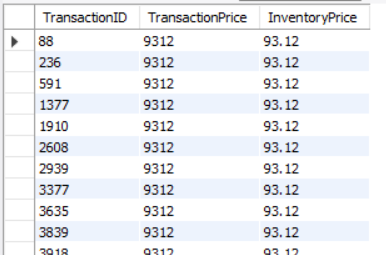 TransactionID TransactionPrice InventoryPrice
88 9312 93.12
236 9312 93.12
591 9312 93.12
1377 9312 93.12
1910 9312 93.12
2608 9312 93.12
2939 9312 93.12
3377 9312 93.12
3635 9312 93.12
3839 9312 93.12
3918 9312 93.12